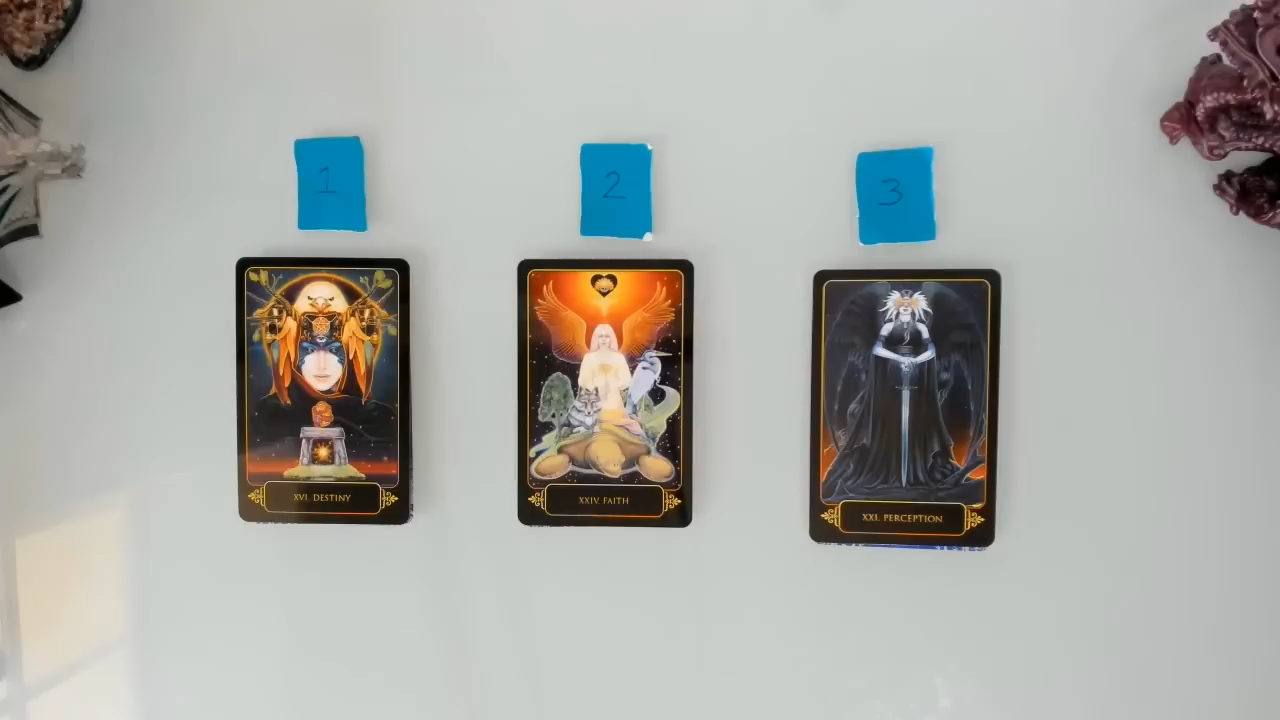 1
2
3
XVI. DESTINY
XXIV. FAITH
XXI. PERCEPTION